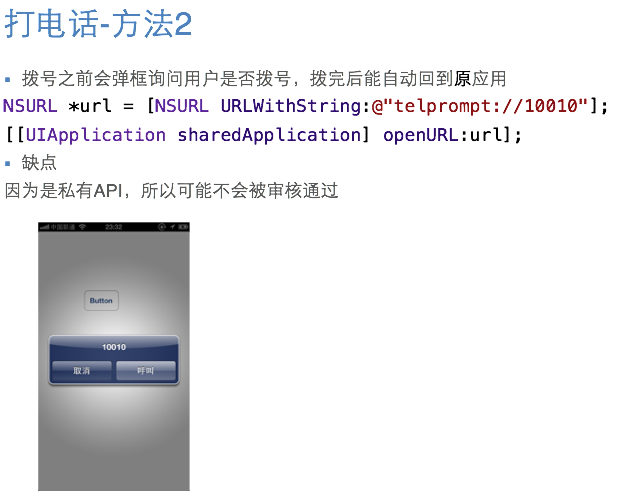 打电话-方法2
拨号之前会弹框询问用户是否拨号，拨完后能自动回到原应用
NSURL *url = [NSURL URLWithString:@"telprompt://10010"];
[[UIApplication sharedApplication] openURL:url];
缺点
因为是私有API，所以可能不会被审核通过
中国联通 23:32
Button
10010
取消 呼叫